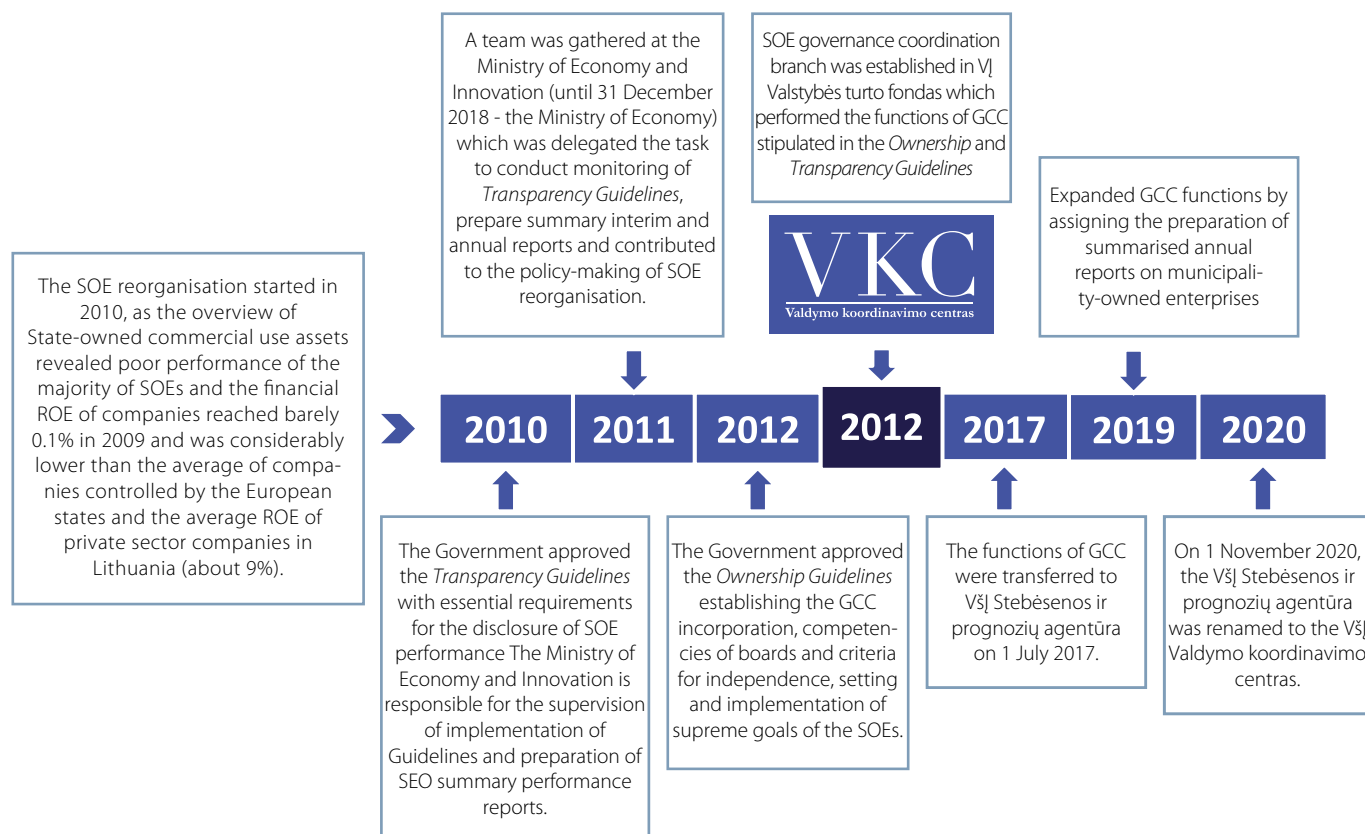 The SOE reorganisation started in
2010, as the overview of
State-owned commercial use assets
revealed poor performance of the
majority of SOEs and the financial
ROE of companies reached barely
0.1% in 2009 and was considerably
lower than the average of compa-
nies controlled by the European
states and the average ROE of
private sector companies in
Lithuania (about 9%).
A team was gathered at the
Ministry of Economy and
Innovation (until 31 December
2018 - the Ministry of Economy)
which was delegated the task
to conduct monitoring of
Transparency Guidelines,
prepare summary interim and
annual reports and contributed
to the policy-making of SOE
reorganisation.
SOE governance coordination
branch was established in VĮ
Valstybės turto fondas which
performed the functions of GCC
stipulated in the Ownership and
Transparency Guidelines
VKC
Valdymo koordinavimo centras
Expanded GCC functions by
assigning the preparation of
summarised annual
reports on municipali-
ty-owned enterprises
2010 2011 2012 2012 2017 2019 2020
The Government approved
the Transparency Guidelines
with essential requirements
for the disclosure of SOE
performance The Ministry of
Economy and Innovation is
responsible for the supervision
of implementation of
Guidelines and preparation of
SEO summary performance
reports.
The Government approved
the Ownership Guidelines
establishing the GCC
incorporation, competen-
cies of boards and criteria
for independence, setting
and implementation of
supreme goals of the SOEs.
The functions of GCC
were transferred to
VšĮ Stebėsenos ir
prognozių agentūra
on 1 July 2017.
On 1 November 2020,
the VšĮ Stebėsenos ir
prognozių agentūra
was renamed to the VšĮ
Valdymo koordinavimo
centras.